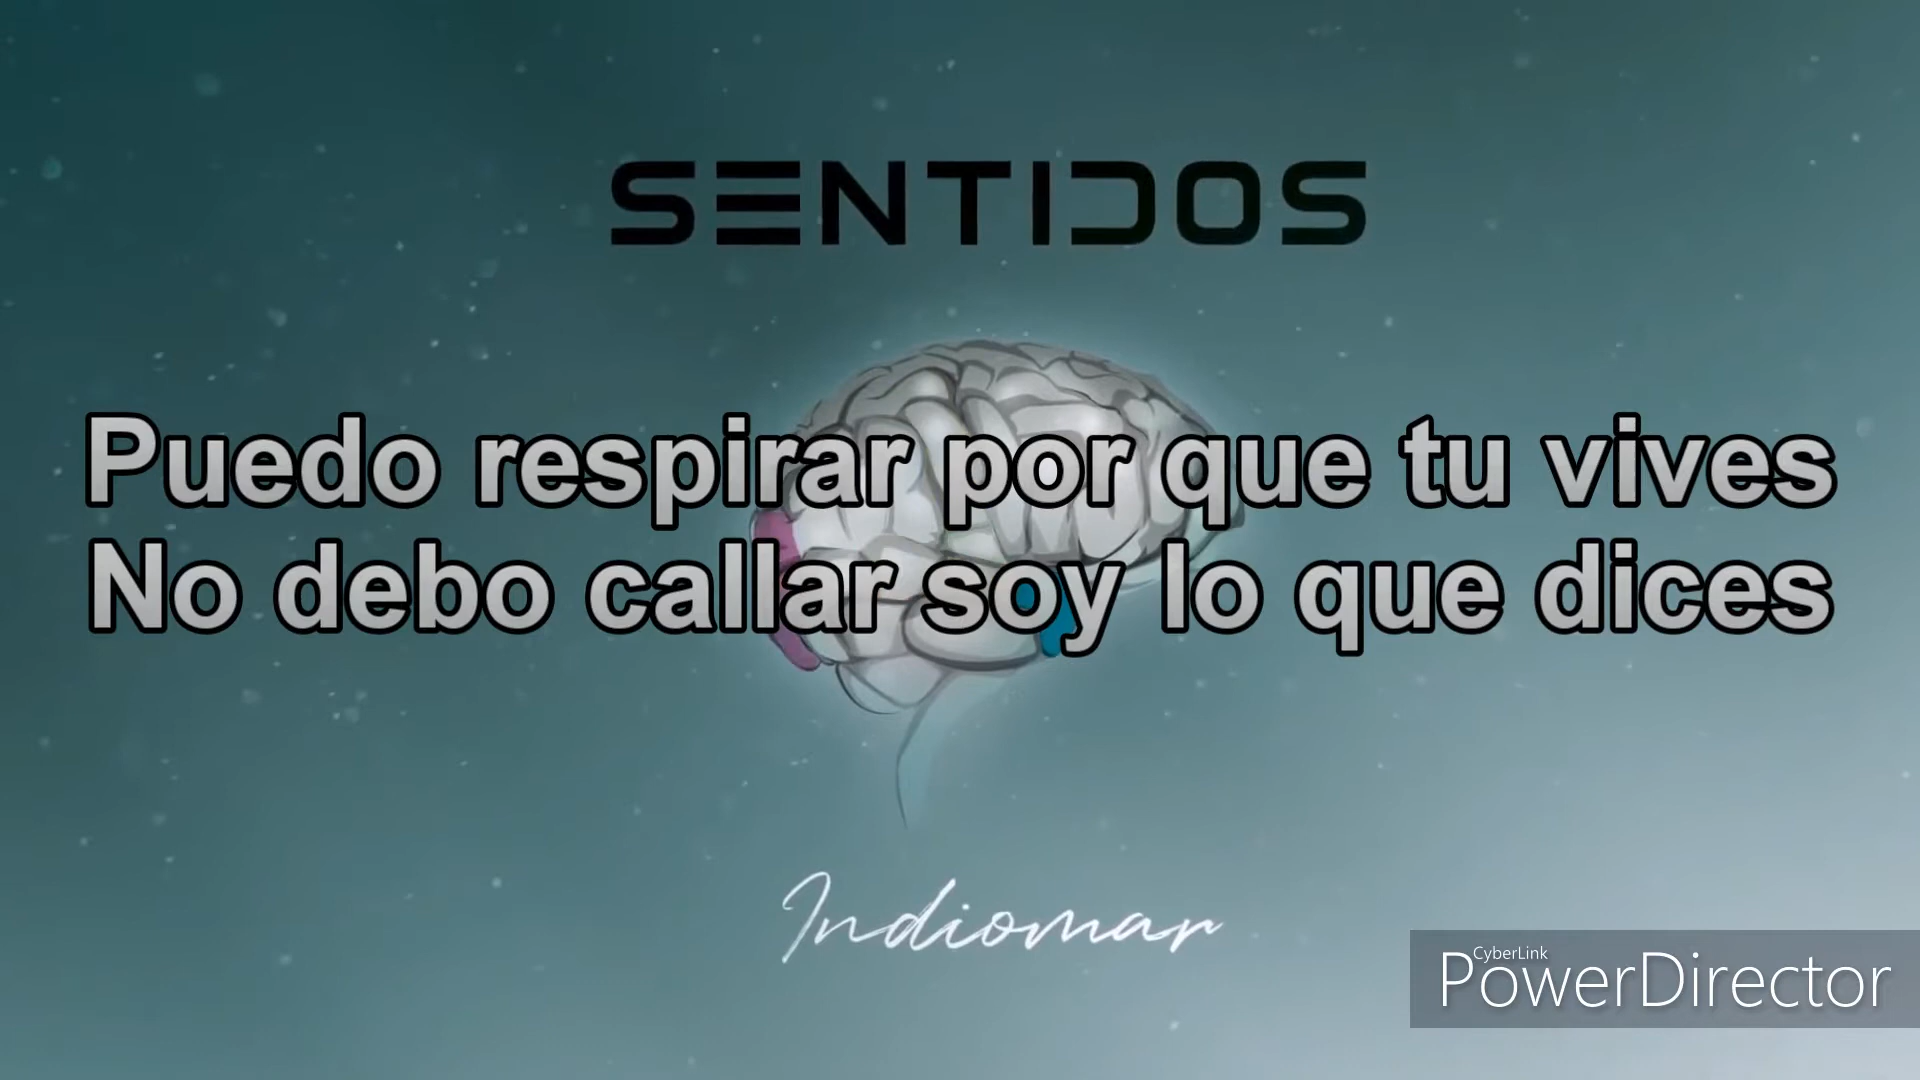 SENTIDOS
Puedo respirar por que tu vives
No debo callar soy lo que dices
Indiomar
CyberLink
PowerDirector